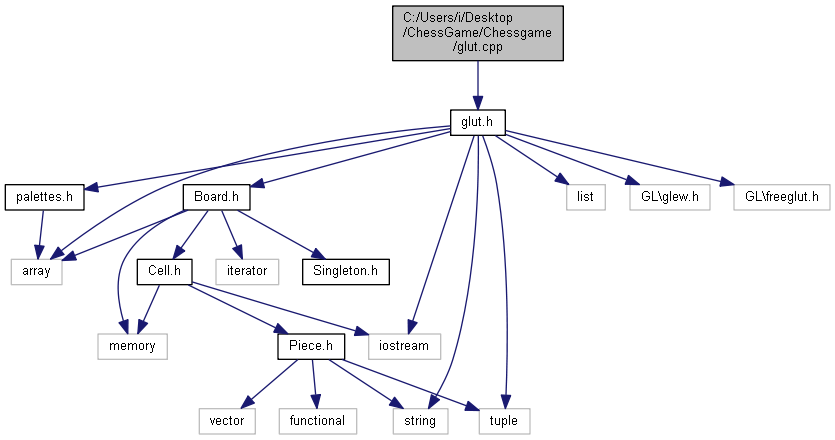 C:/Users/i/Desktop
/ChessGame/Chessgame
/glut.cpp
glut.h
palettes.h
Board.h
list
GL\glew.h
GL\freeglut.h
array
Cell.h
iterator
Singleton.h
memory
Piece.h
iostream
vector
functional
string
tuple